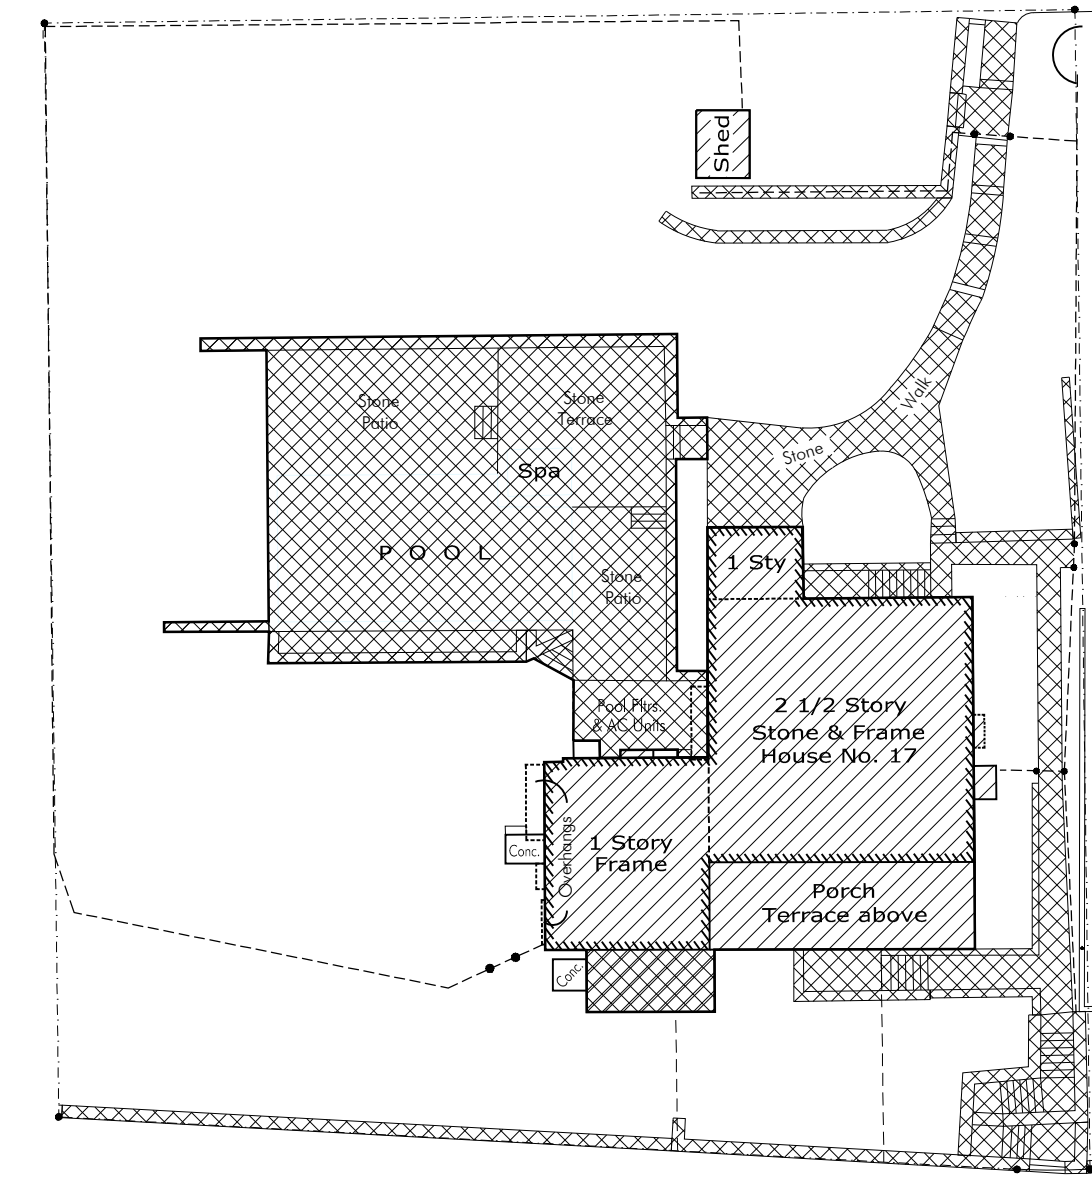 Shed
Stone
Patio
Stone
Terrace
Walk
Stone
Spa
P O O L
1 Sty
Stone
Patio
Pool Fltrs.
& AC Units
2 1/2 Story
Stone & Frame
House No. 17
Overhangs
Conc.
1 Story
Frame
Porch
Terrace above
Conc.